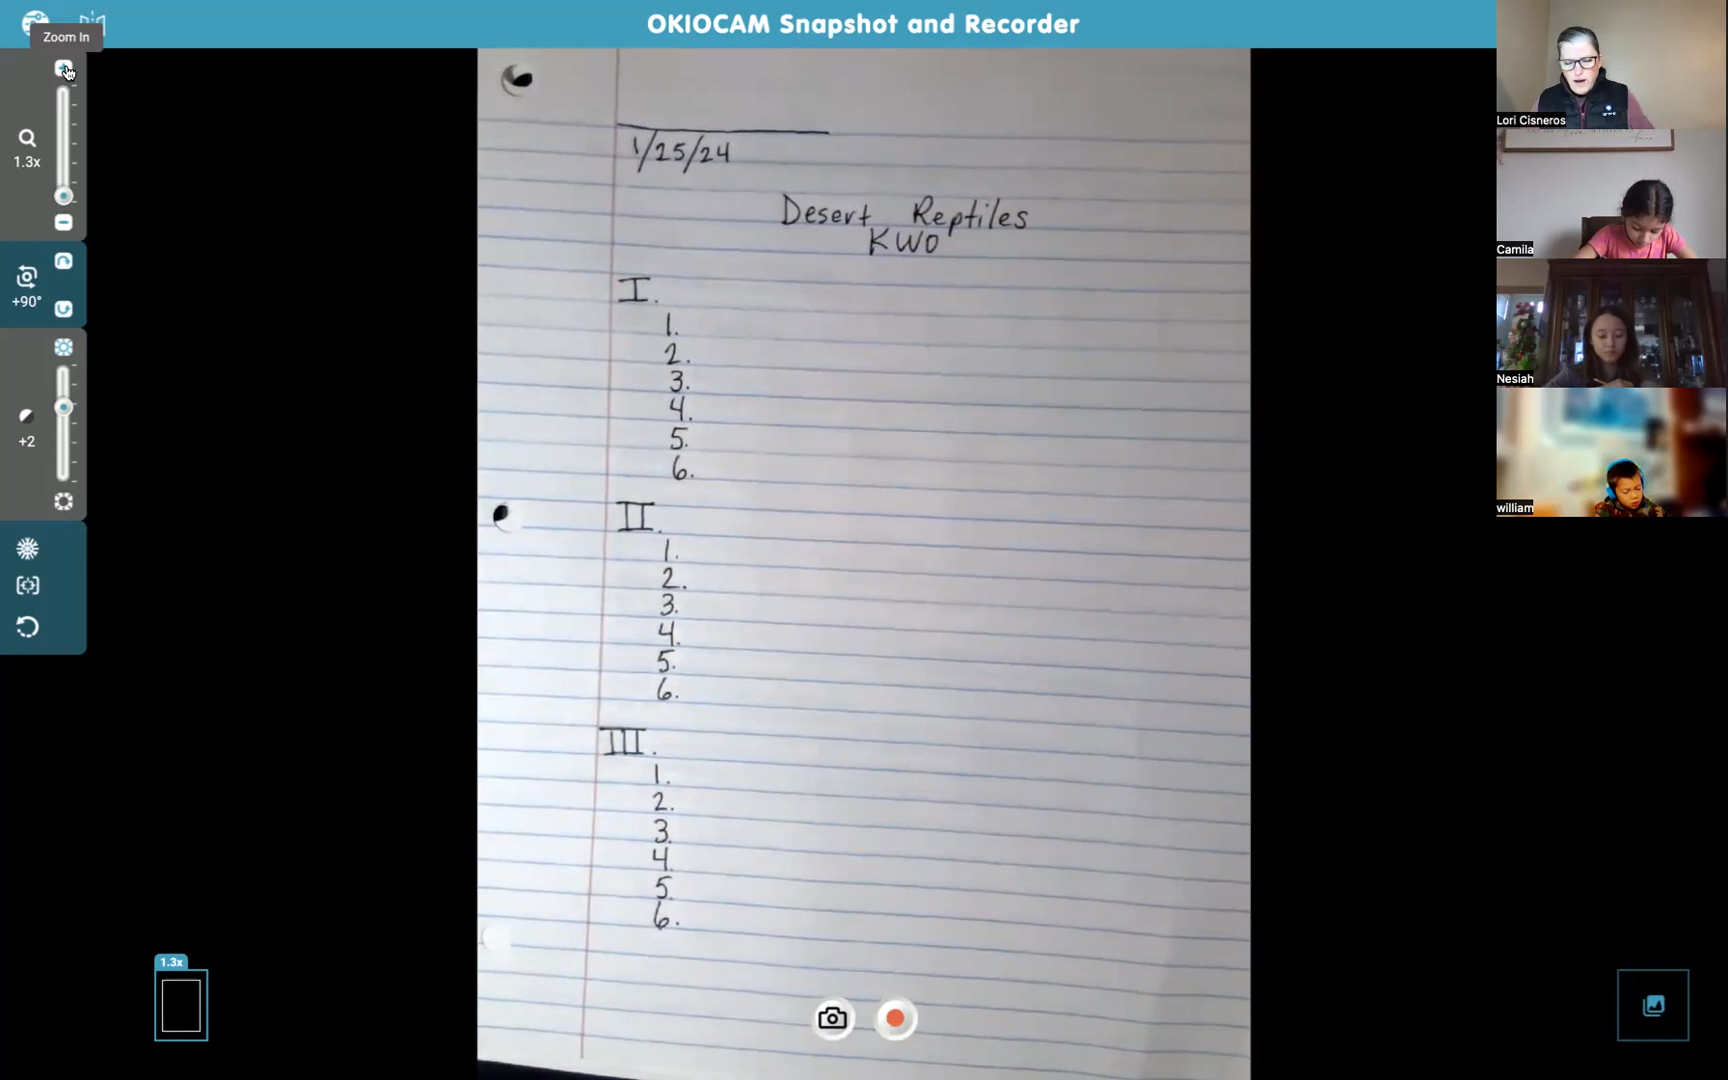 OKIOCAM Snapshot and Recorder
Zoom In
1.3x
+90°
+2
1.3x
1/25/24
Desert Reptiles
KWO
I.
1.
2.
3.
4.
5.
6.
II.
1.
2.
3.
4.
5.
6.
III.
1.
2.
3.
4.
5.
6.
Lori Cisneros
Camila
Nesiah
william